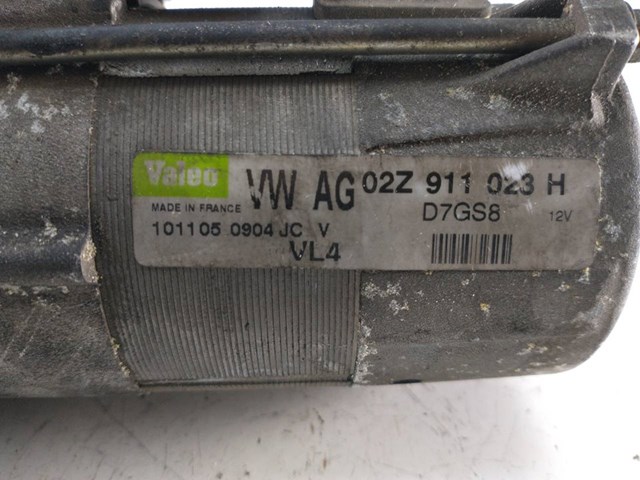 Valeo VW AG 02Z 911 023 H
MADE IN FRANCE D7GS8 12V
101105 0904 JC V
VL4